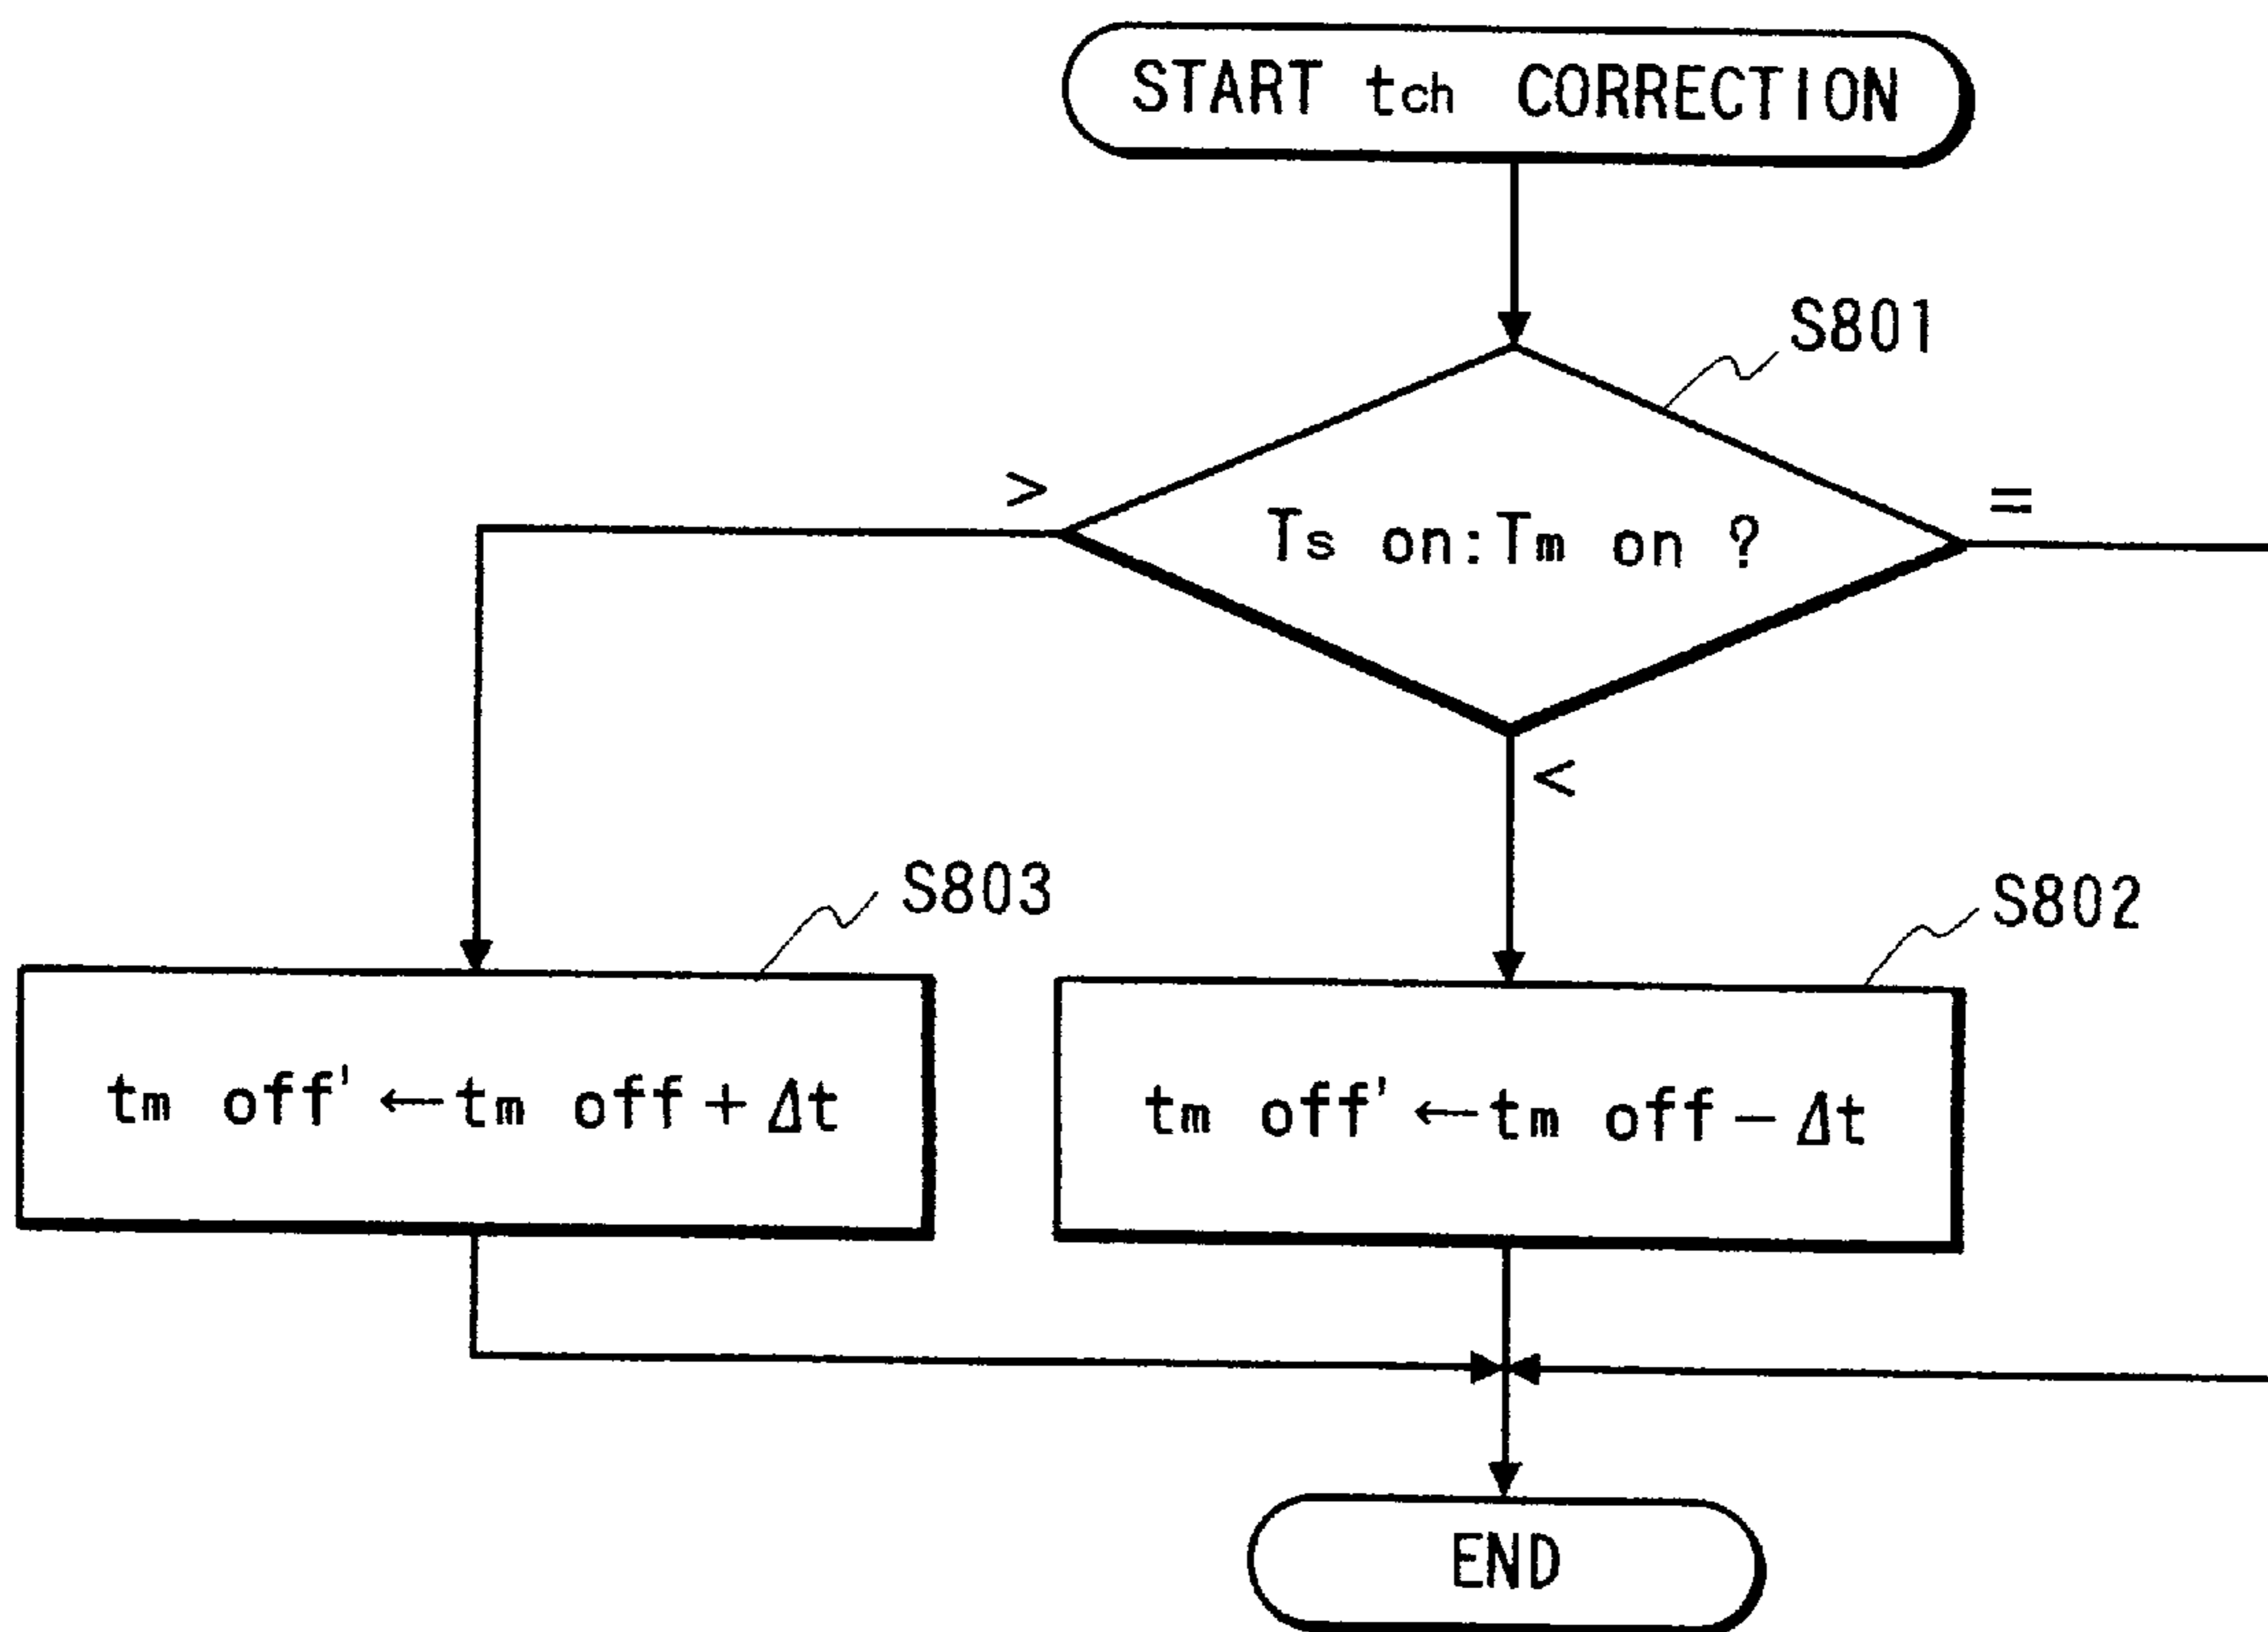 START tch CORRECTION
S801
>
=
Ts on:Tm on ?
<
S803
S802
tm off' ←tm off+Δt
tm off' ←tm off−Δt
END